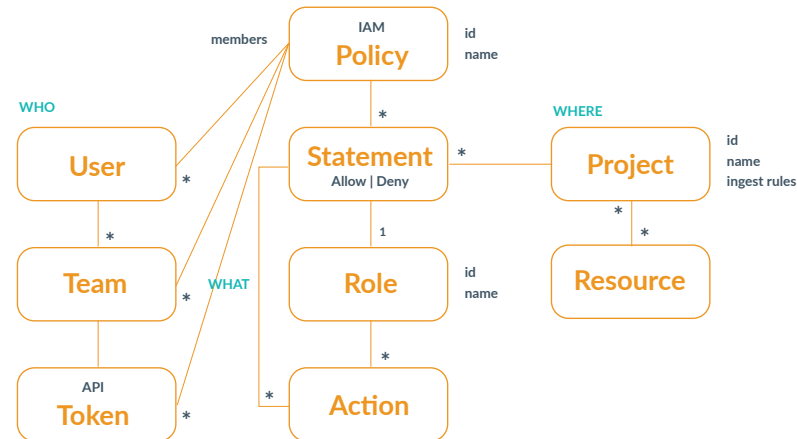 IAM
Policy
id
name
members
WHO
User
*
*
Statement
Allow | Deny
*
*
WHERE
Project
id
name
ingest rules
*
*
Team
*
WHAT
1
Role
id
name
*
Resource
API
Token
*
Action
*